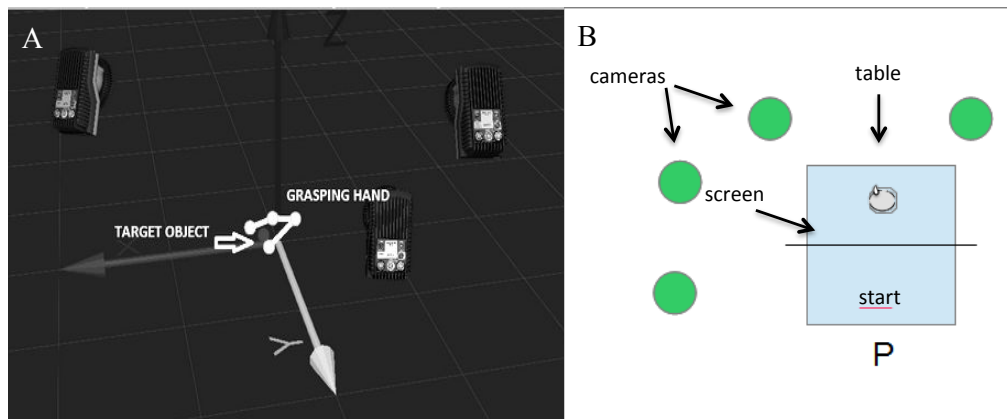 A
Z
GRASPING HAND
TARGET OBJECT
X
Y
B
cameras
table
screen
start
P